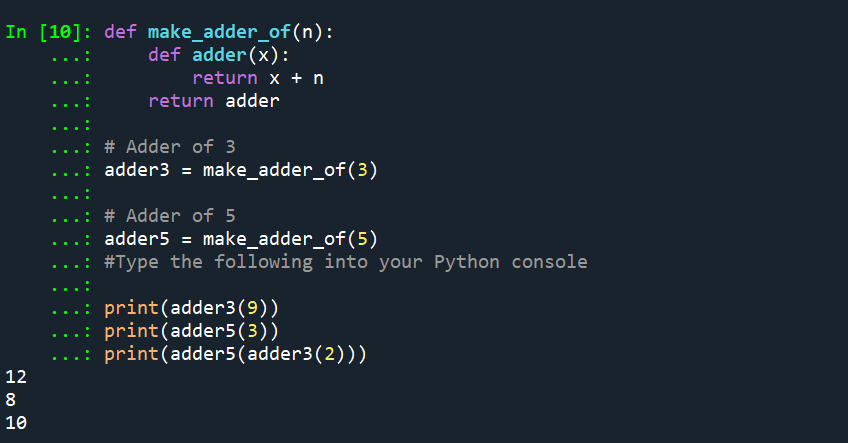 In [10]: def make_adder_of(n):
    ...:     def adder(x):
    ...:         return x + n
    ...:     return adder
    ...:
    ...: # Adder of 3
    ...: adder3 = make_adder_of(3)
    ...:
    ...: # Adder of 5
    ...: adder5 = make_adder_of(5)
    ...: #Type the following into your Python console
    ...:
    ...: print(adder3(9))
    ...: print(adder5(3))
    ...: print(adder5(adder3(2)))
12
8
10